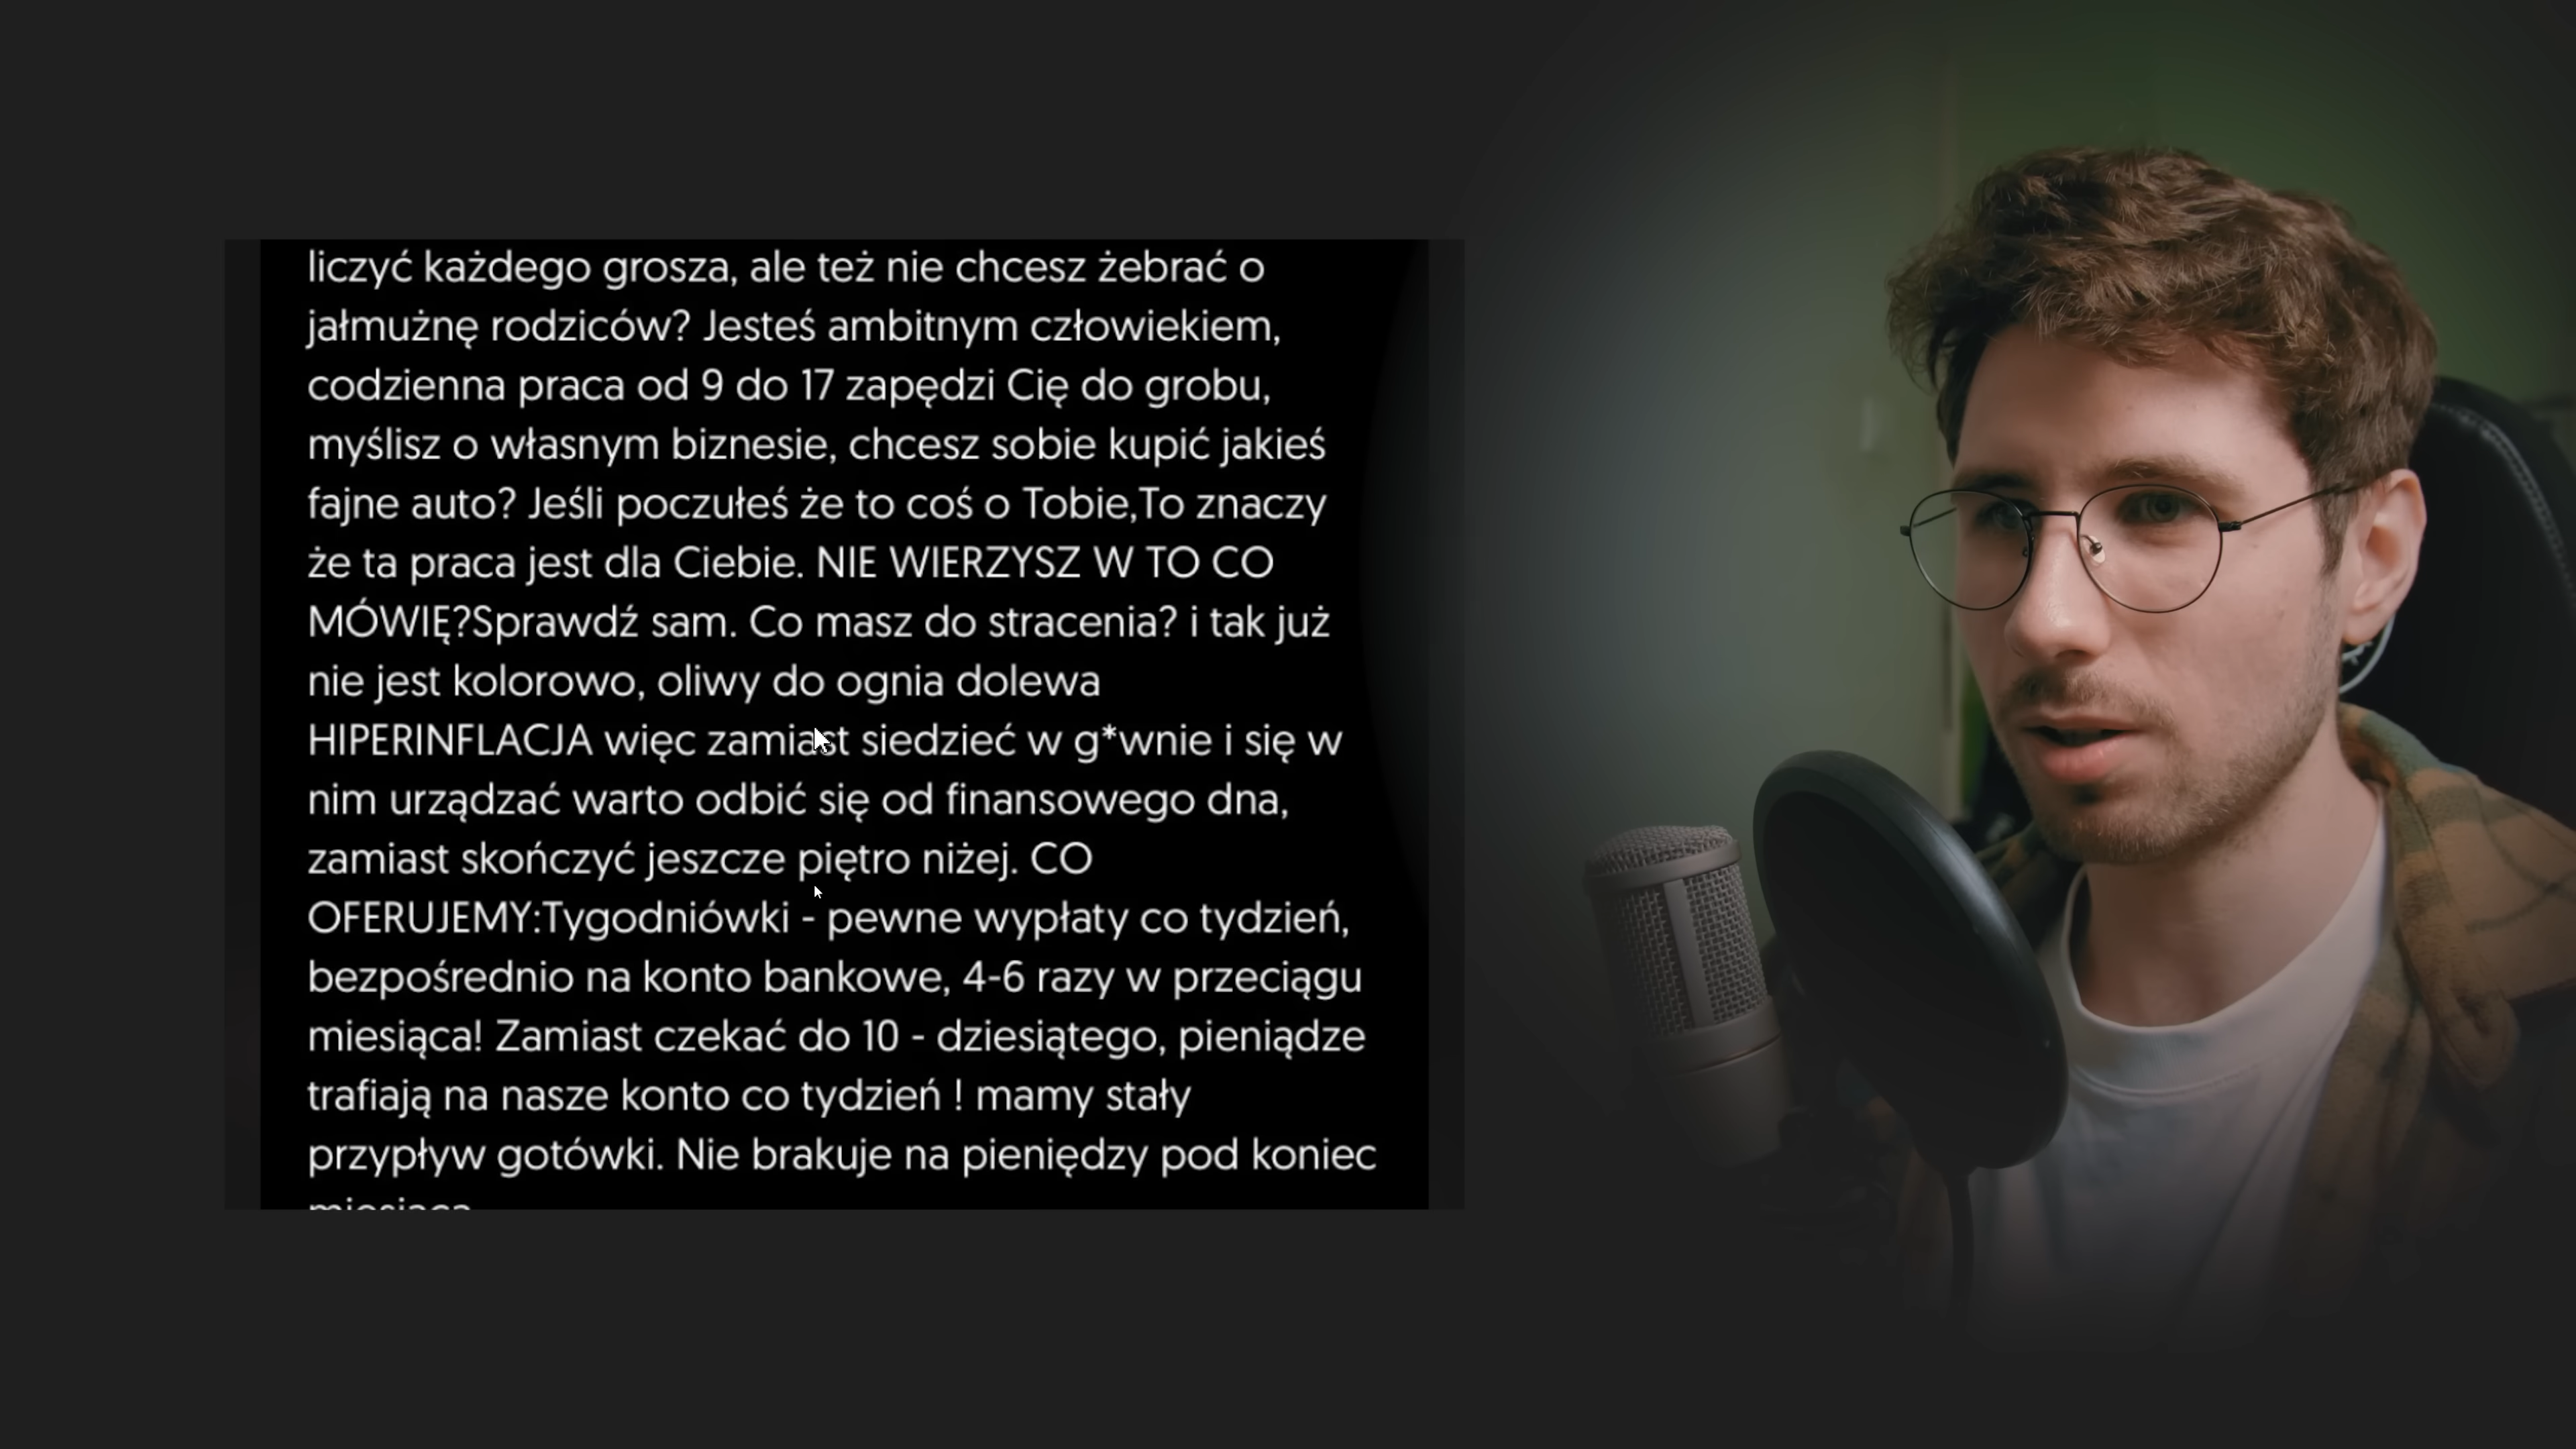 liczyć każdego grosza, ale też nie chcesz żebrać o
jałmużnę rodziców? Jesteś ambitnym człowiekiem,
codzienna praca od 9 do 17 zapędzi Cię do grobu,
myślisz o własnym biznesie, chcesz sobie kupić jakieś
fajne auto? Jeśli poczułeś że to coś o Tobie,To znaczy
że ta praca jest dla Ciebie. NIE WIERZYSZ W TO CO
MÓWIĘ?Sprawdź sam. Co masz do stracenia? i tak już
nie jest kolorowo, oliwy do ognia dolewa
HIPERINFLACJA więc zamiast siedzieć w g*wnie i się w
nim urządzać warto odbić się od finansowego dna,
zamiast skończyć jeszcze piętro niżej. CO
OFERUJEMY:Tygodniówki - pewne wypłaty co tydzień,
bezpośrednio na konto bankowe, 4-6 razy w przeciągu
miesiąca! Zamiast czekać do 10 - dziesiątego, pieniądze
trafiają na nasze konto co tydzień ! mamy stały
przypływ gotówki. Nie brakuje na pieniędzy pod koniec